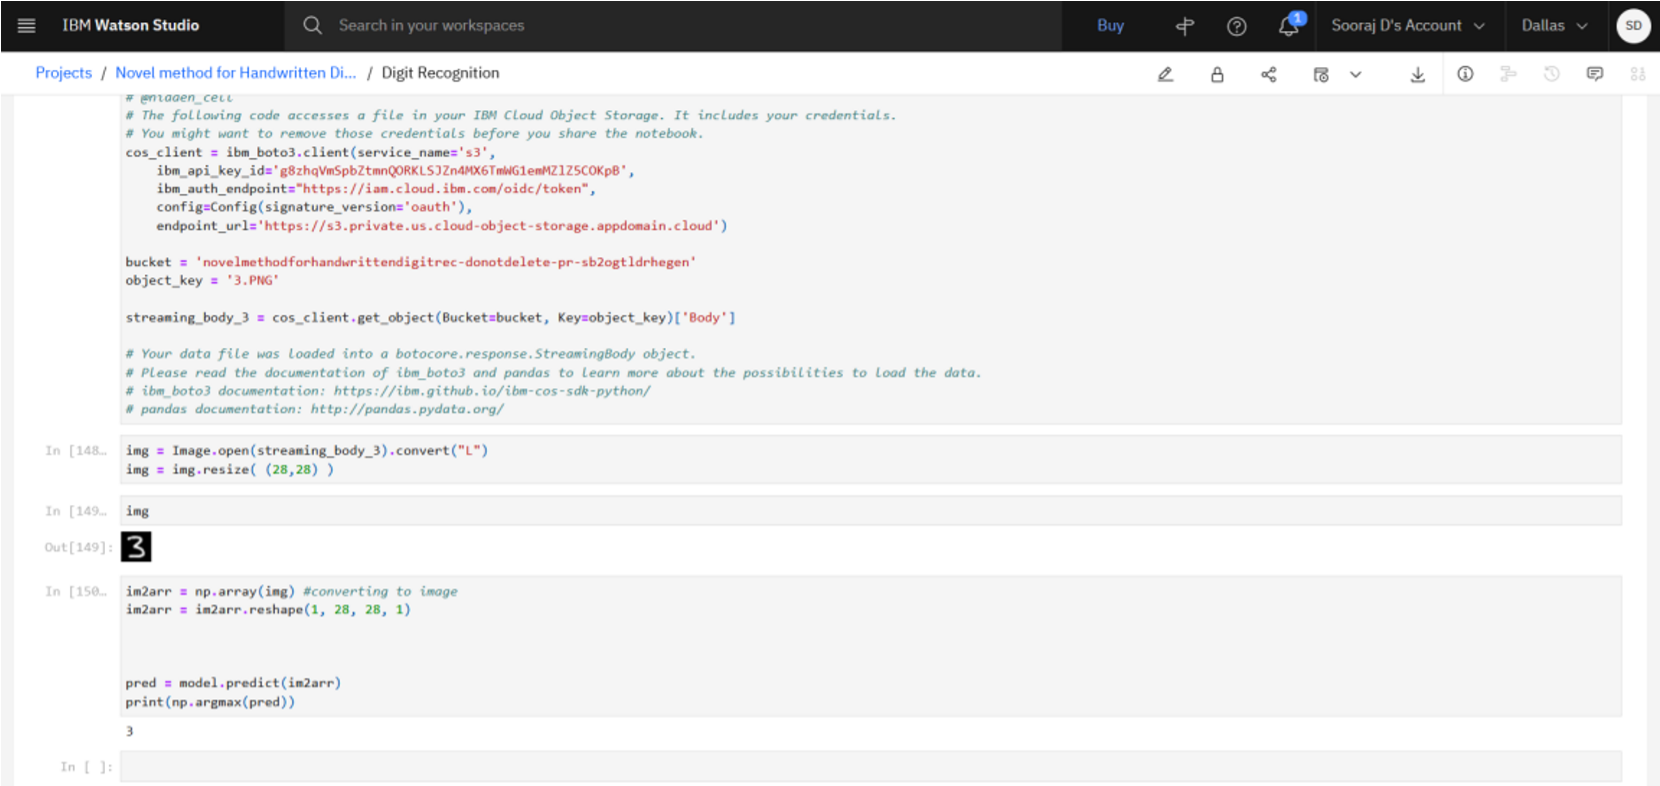 IBM Watson Studio
Search in your workspaces
Buy
1
Sooraj D's Account
Dallas
SD
Projects / Novel method for Handwritten Di... / Digit Recognition
# @hidden_cell
# The following code accesses a file in your IBM Cloud Object Storage. It includes your credentials.
# You might want to remove those credentials before you share the notebook.
cos_client = ibm_boto3.client(service_name='s3',
    ibm_api_key_id='g8zhqVmSpbZtmnQORKLSJZn4MX6TmWG1emMZlZ5COKpB',
    ibm_auth_endpoint="https://iam.cloud.ibm.com/oidc/token",
    config=Config(signature_version='oauth'),
    endpoint_url='https://s3.private.us.cloud-object-storage.appdomain.cloud')
bucket = 'novelmethodforhandwrittendigitrec-donotdelete-pr-sb2ogtldrhegen'
object_key = '3.PNG'
streaming_body_3 = cos_client.get_object(Bucket=bucket, Key=object_key)['Body']
# Your data file was loaded into a botocore.response.StreamingBody object.
# Please read the documentation of ibm_boto3 and pandas to learn more about the possibilities to load the data.
# ibm_boto3 documentation: https://ibm.github.io/ibm-cos-sdk-python/
# pandas documentation: http://pandas.pydata.org/
In [148… img = Image.open(streaming_body_3).convert("L")
img = img.resize( (28,28) )
In [149… img
Out[149]: 3
In [150… im2arr = np.array(img) #converting to image
im2arr = im2arr.reshape(1, 28, 28, 1)
pred = model.predict(im2arr)
print(np.argmax(pred))
3
In [ ]: